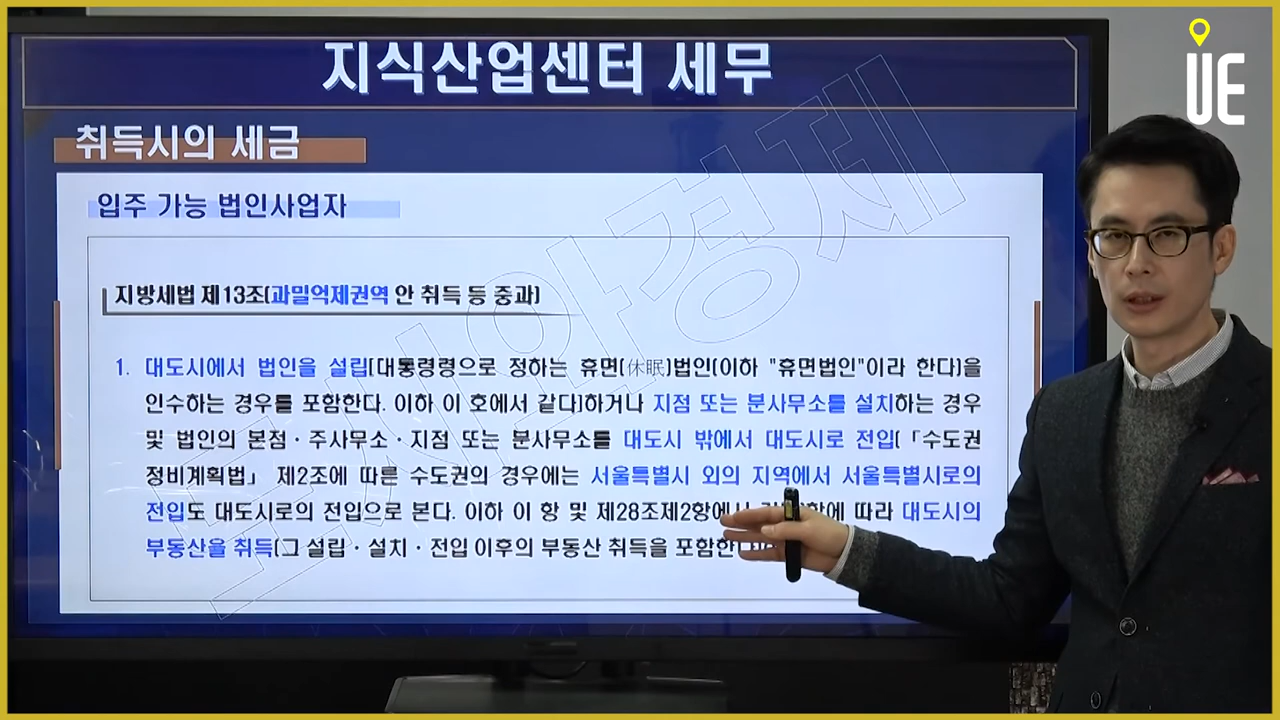 UE
지식산업센터 세무
취득시의 세금
입주 가능 법인사업자
지방세법 제13조(과밀억제권역 안 취득 등 중과)
1. 대도시에서 법인을 설립[대통령령으로 정하는 휴면(休眠)법인(이하 "휴면법인"이라 한다)을
인수하는 경우를 포함한다. 이하 이 호에서 같다]하거나 지점 또는 분사무소를 설치하는 경우
및 법인의 본점·주사무소·지점 또는 분사무소를 대도시 밖에서 대도시로 전입(「수도권
정비계획법」 제2조에 따른 수도권의 경우에는 서울특별시 외의 지역에서 서울특별시로의
전입도 대도시로의 전입으로 본다. 이하 이 항 및 제28조제2항에서 에 따라 대도시의
부동산을 취득(그 설립·설치·전입 이후의 부동산 취득을 포함한
도시와경제